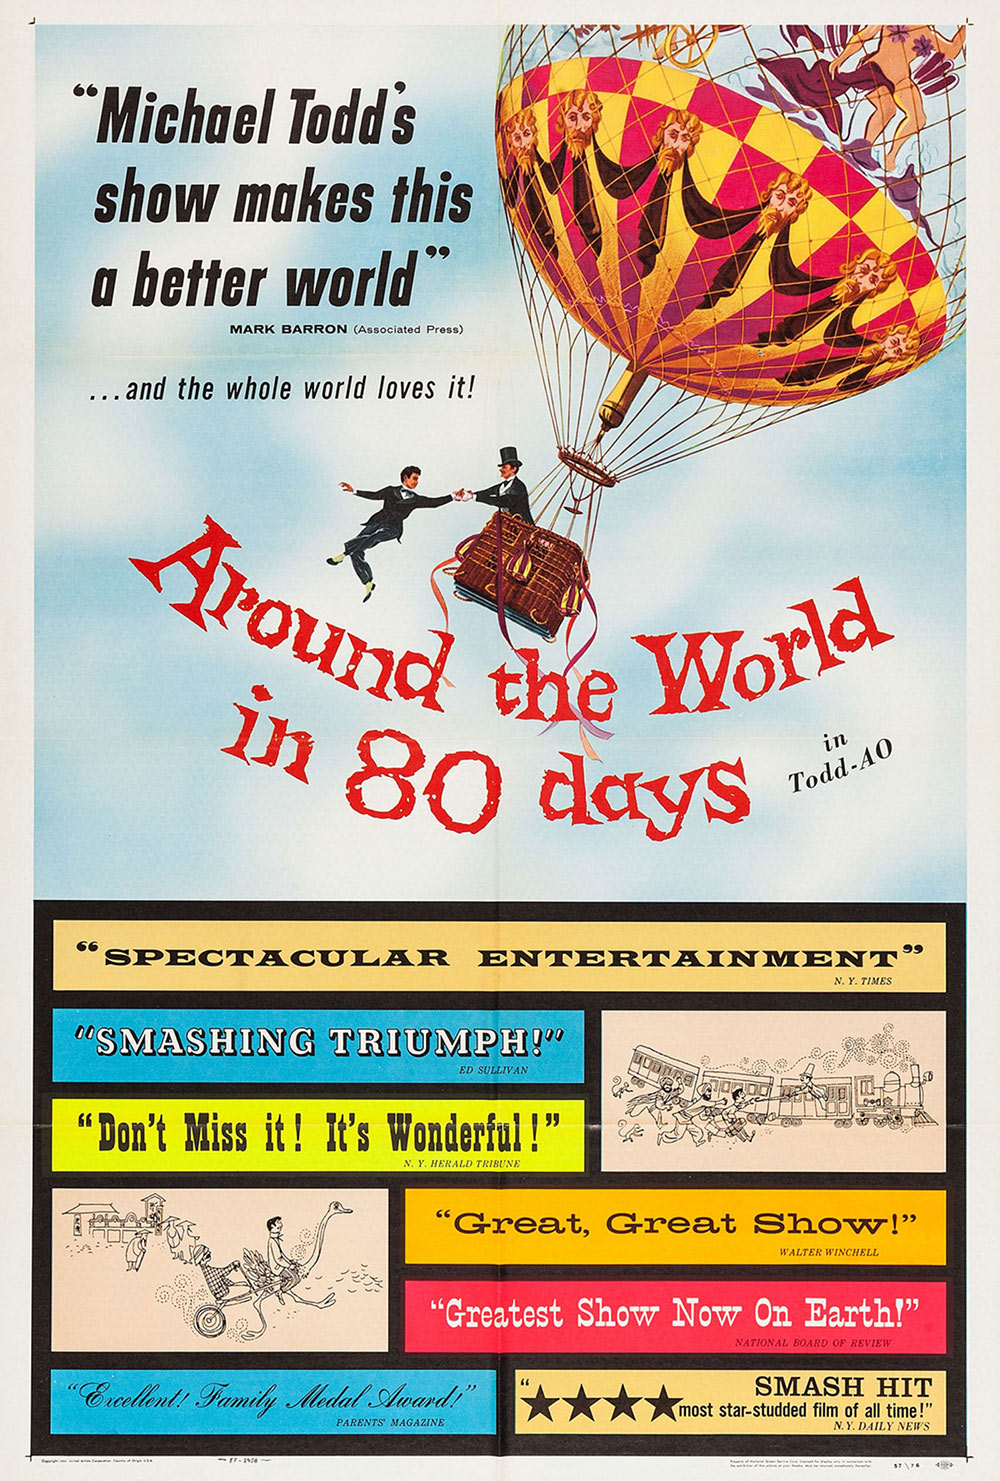 "Michael Todd's
show makes this
a better world"
MARK BARRON (Associated Press)
...and the whole world loves it!
Around the World
in 80 days
in
Todd-AO
"SPECTACULAR ENTERTAINMENT"
N. Y. TIMES
"SMASHING TRIUMPH!"
ED SULLIVAN
"Don't Miss it! It's Wonderful!"
N. Y. HERALD TRIBUNE
"Great, Great Show!"
WALTER WINCHELL
"Greatest Show Now On Earth!"
NATIONAL BOARD OF REVIEW
"Excellent! Family Medal Award!"
PARENTS' MAGAZINE
"★★★★ SMASH HIT
most star-studded film of all time!"
N.Y. DAILY NEWS
57/76